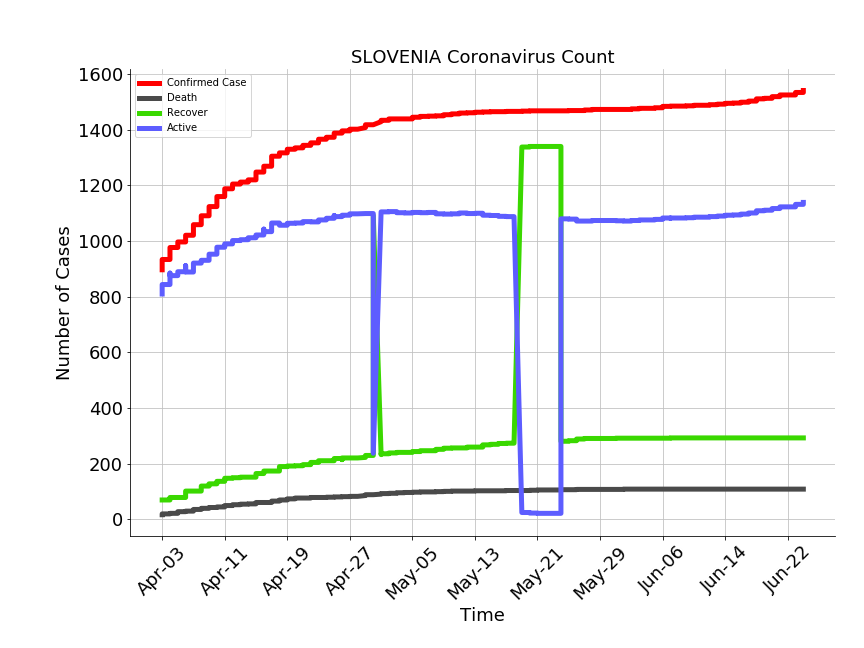 SLOVENIA Coronavirus Count
Confirmed Case
Death
Recover
Active
Number of Cases
1600
1400
1200
1000
800
600
400
200
0
Apr-03 Apr-11 Apr-19 Apr-27 May-05 May-13 May-21 May-29 Jun-06 Jun-14 Jun-22
Time